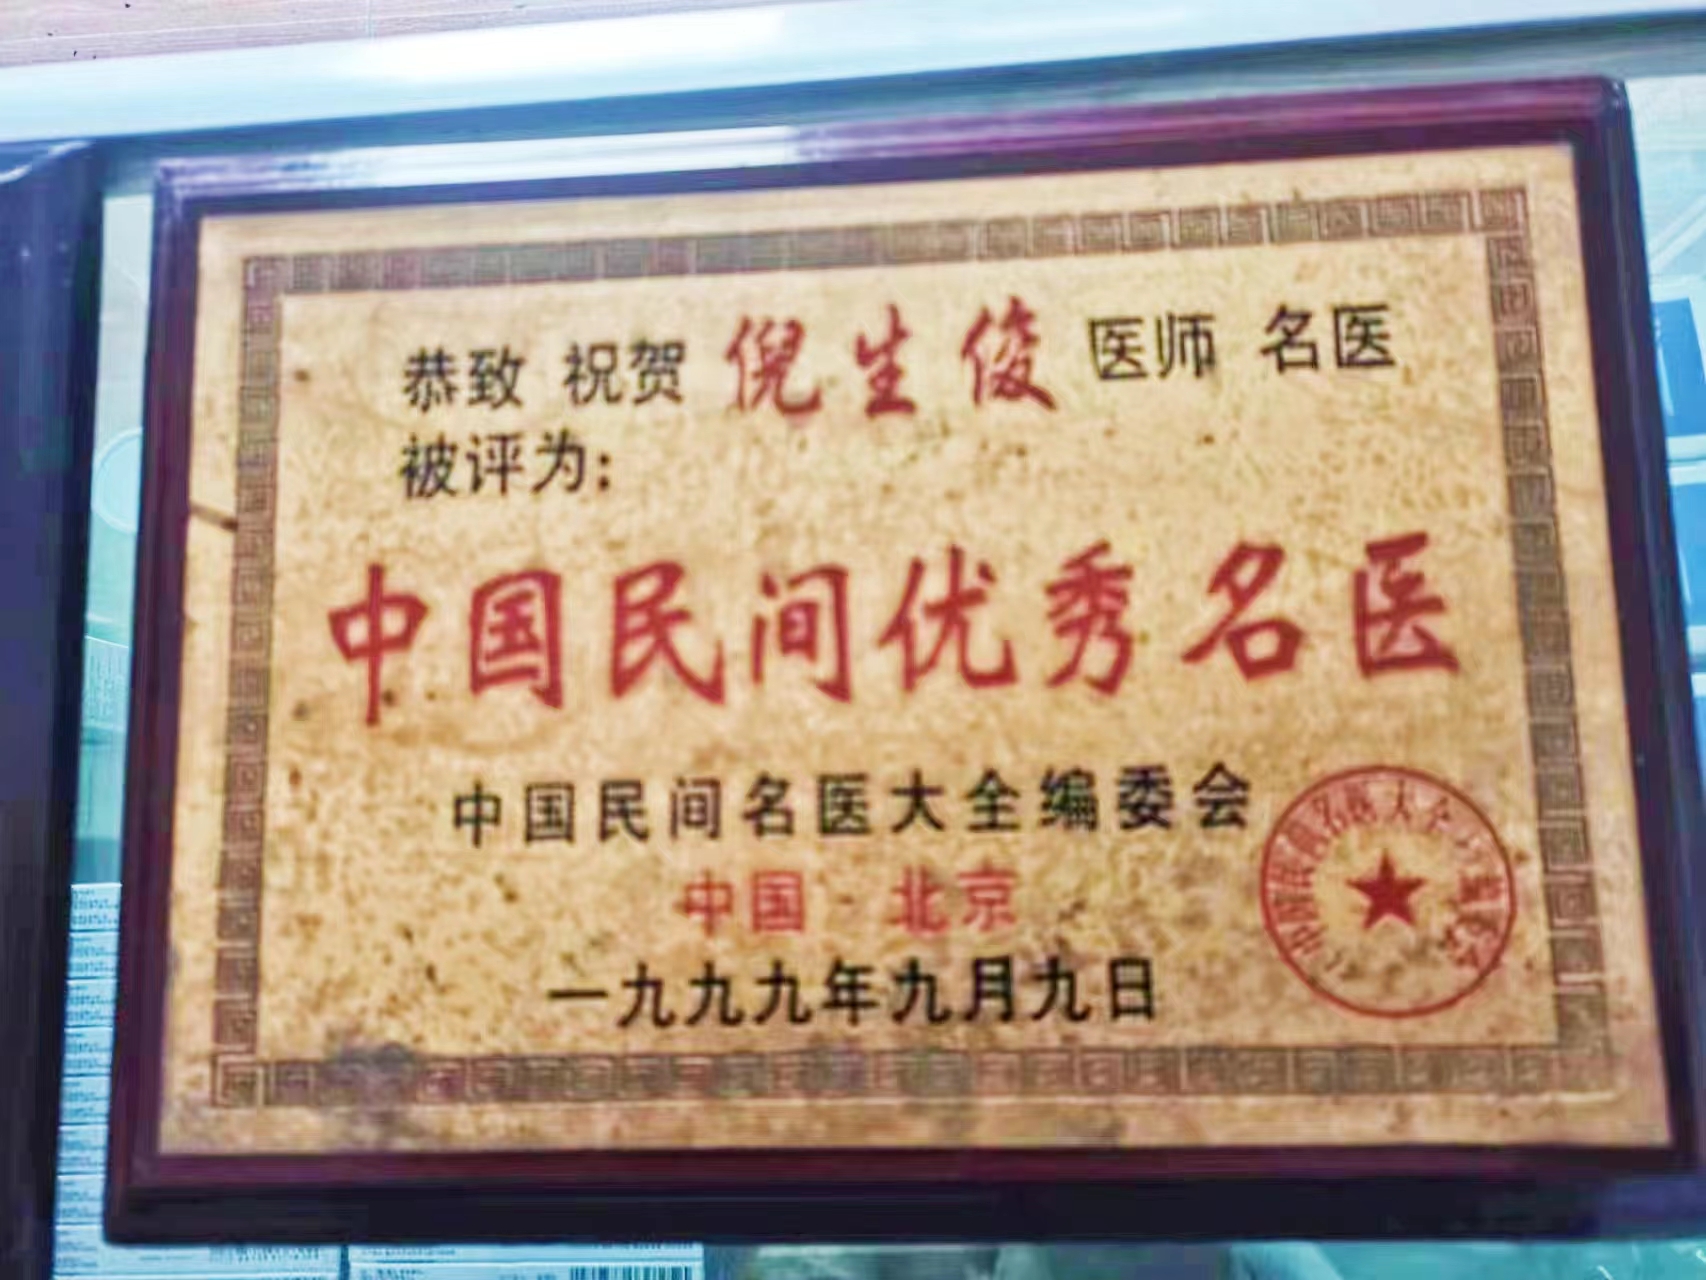 恭致 祝贺 倪生俊 医师 名医
被评为:
中国民间优秀名医
中国民间名医大全编委会
中国·北京
一九九九年九月九日